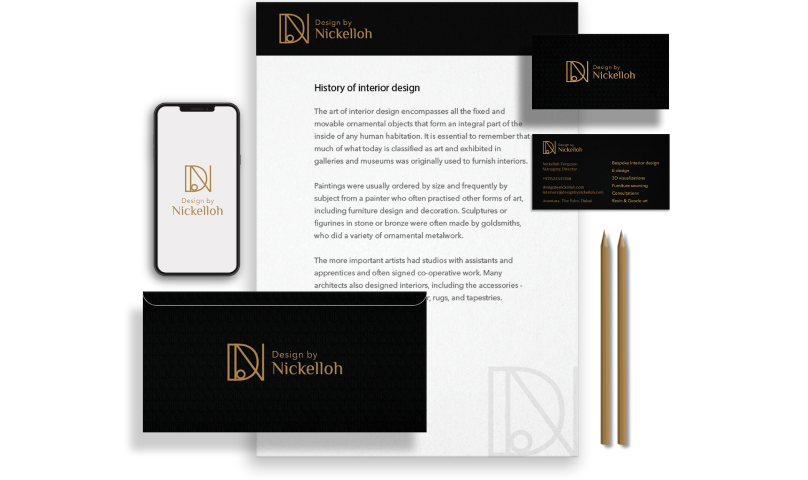 Design by
Nickelloh
History of interior design
The art of interior design encompasses all the fixed and
movable ornamental objects that form an integral part of the
inside of any human habitation. It is essential to remember that
much of what today is classified as art and exhibited in
galleries and museums was originally used to furnish interiors.
Paintings were usually ordered by size and frequently by
subject from a painter who often practised other forms of art,
including furniture design and decoration. Sculptures or
figurines in stone or bronze were often made by goldsmiths,
who did a variety of ornamental metalwork.
The more important artists had studios with assistants and
apprentices and often signed co-operative work. Many
architects also designed interiors, including the accessories -
r, rugs, and tapestries.
Design by
Nickelloh
Design by
Nickelloh
Managing Director
Bespoke Interior design
E-design
3D visualizations
Furniture sourcing
Consultations
Resin & Doodle art
Design by
Nickelloh
Design by
Nickelloh